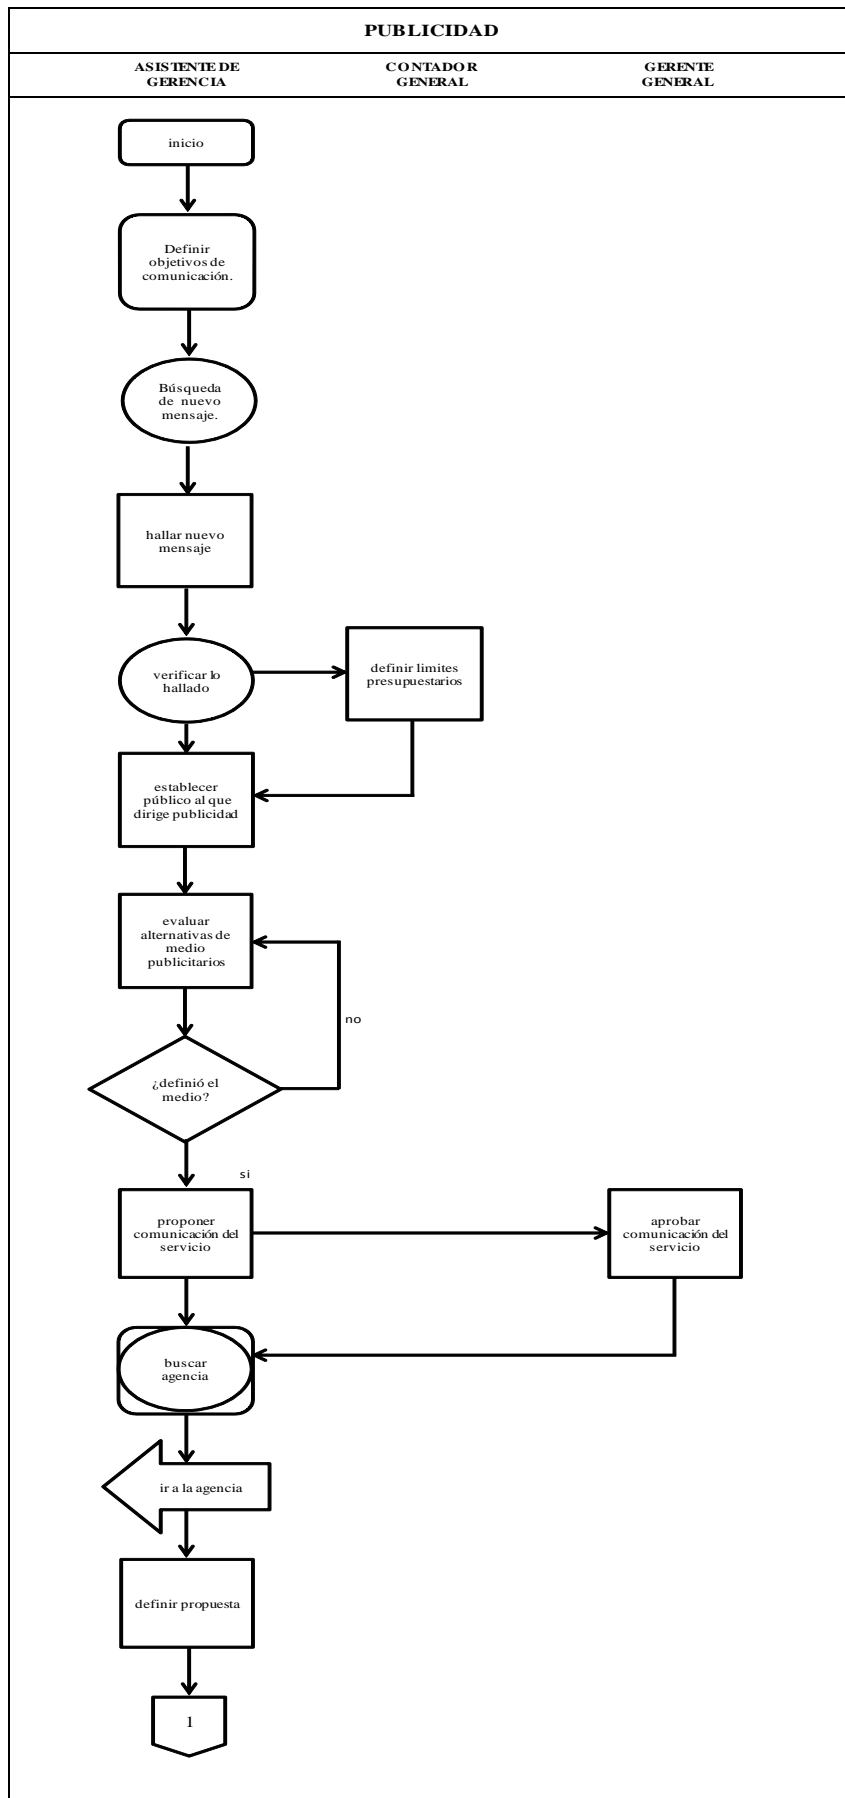 PUBLICIDAD
ASISTENTE DE
GERENCIA
CONTADOR
GENERAL
GERENTE
GENERAL
inicio
Definir
objetivos de
comunicación.
Búsqueda
de nuevo
mensaje.
hallar nuevo
mensaje
verificar lo
hallado
definir limites
presupuestarios
establecer
público al que
dirige publicidad
evaluar
alternativas de
medio
publicitarios
no
¿definió el
medio?
si
proponer
comunicación del
servicio
aprobar
comunicación del
servicio
buscar
agencia
ir a la agencia
definir propuesta
1